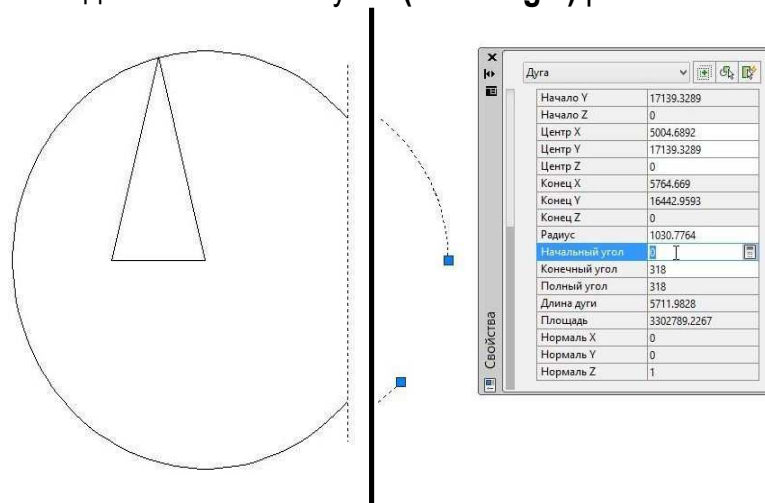 Дуга
Начало Y 17139.3289
Начало Z 0
Центр X 5004.6892
Центр Y 17139.3289
Центр Z 0
Конец X 5764.669
Конец Y 16442.9593
Конец Z 0
Радиус 1030.7764
Начальный угол 0
Конечный угол 318
Полный угол 318
Длина дуги 5711.9828
Площадь 3302789.2267
Нормаль X 0
Нормаль Y 0
Нормаль Z 1
Свойства